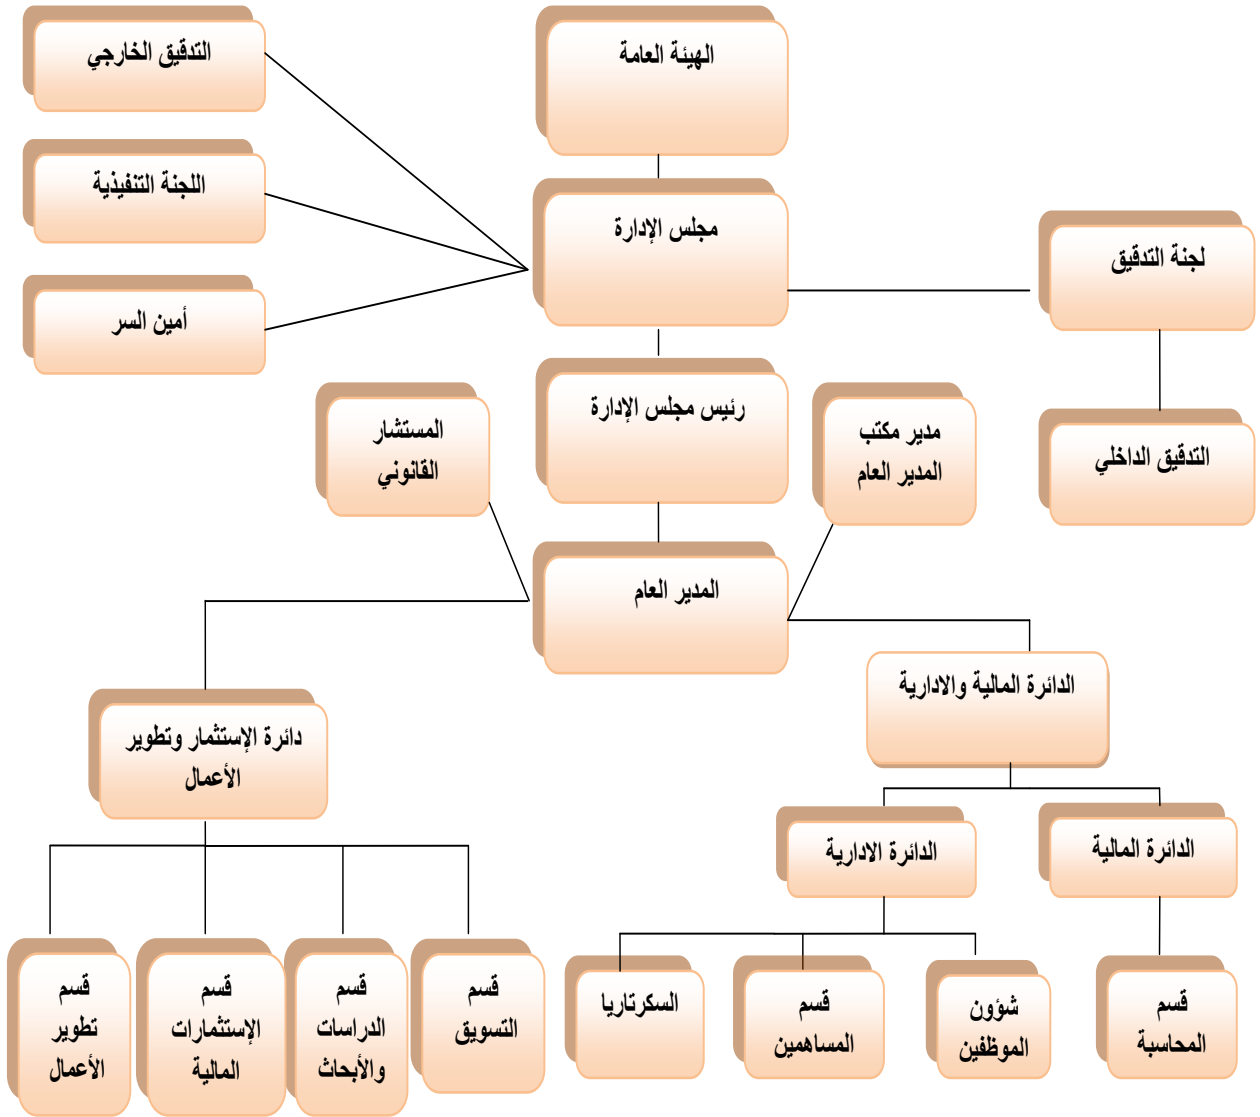 الهيئة العامة
التدقيق الخارجي
اللجنة التنفيذية
مجلس الإدارة
لجنة التدقيق
أمين السر
مدير مكتب
المدير العام
رئيس مجلس الإدارة
المستشار
القانوني
التدقيق الداخلي
المدير العام
الدائرة المالية والادارية
دائرة الإستثمار وتطوير
الأعمال
الدائرة المالية
الدائرة الادارية
قسم
المحاسبة
شؤون
الموظفين
قسم
المساهمين
السكرتاريا
قسم
التسويق
قسم
الدراسات
والأبحاث
قسم
الإستثمارات
المالية
قسم
تطوير
الأعمال